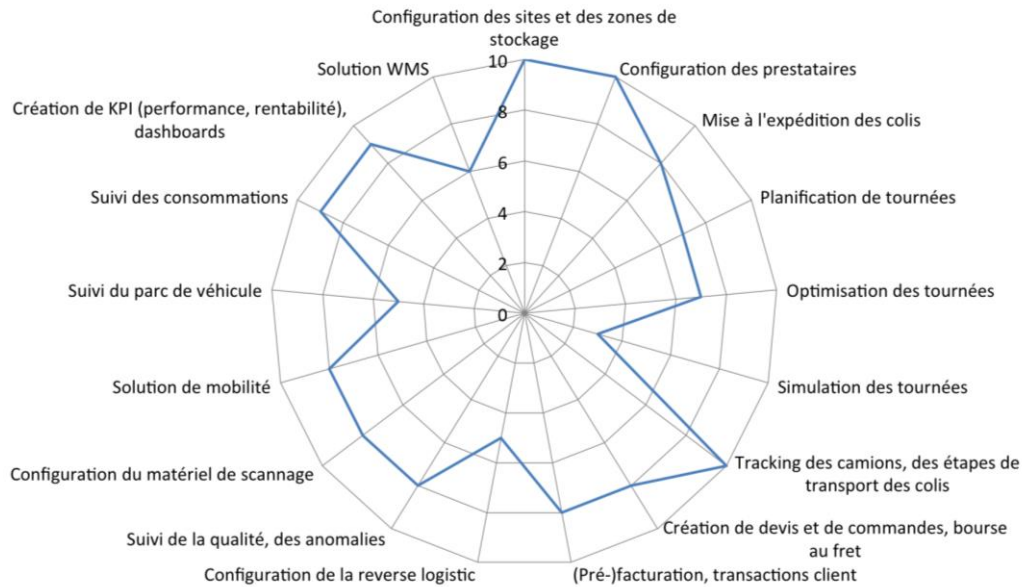 Configuration des sites et des zones de
stockage
Configuration des prestataires
Mise à l'expédition des colis
Planification de tournées
Optimisation des tournées
Simulation des tournées
Tracking des camions, des étapes de
transport des colis
Création de devis et de commandes, bourse
au fret
(Pré-)facturation, transactions client
Configuration de la reverse logistic
Suivi de la qualité, des anomalies
Configuration du matériel de scannage
Solution de mobilité
Suivi du parc de véhicule
Suivi des consommations
Création de KPI (performance, rentabilité),
dashboards
Solution WMS
10
8
6
4
2
0